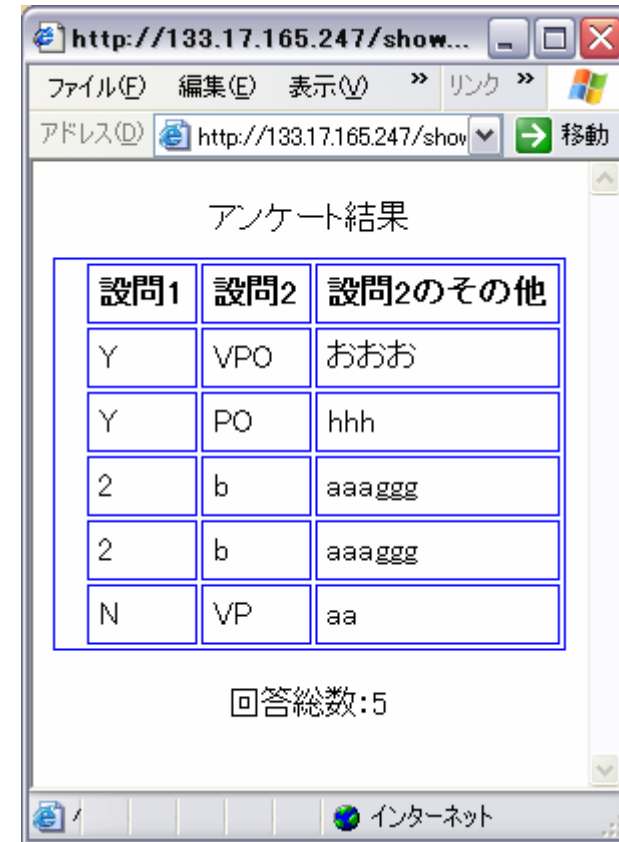 http://133.17.165.247/show...
ファイル(F) 編集(E) 表示(V) » リンク »
アドレス(D) http://133.17.165.247/show 移動
アンケート結果
設問1 設問2 設問2のその他
Y VPO おおお
Y PO hhh
2 b aaaggg
2 b aaaggg
N VP aa
回答総数:5
インターネット